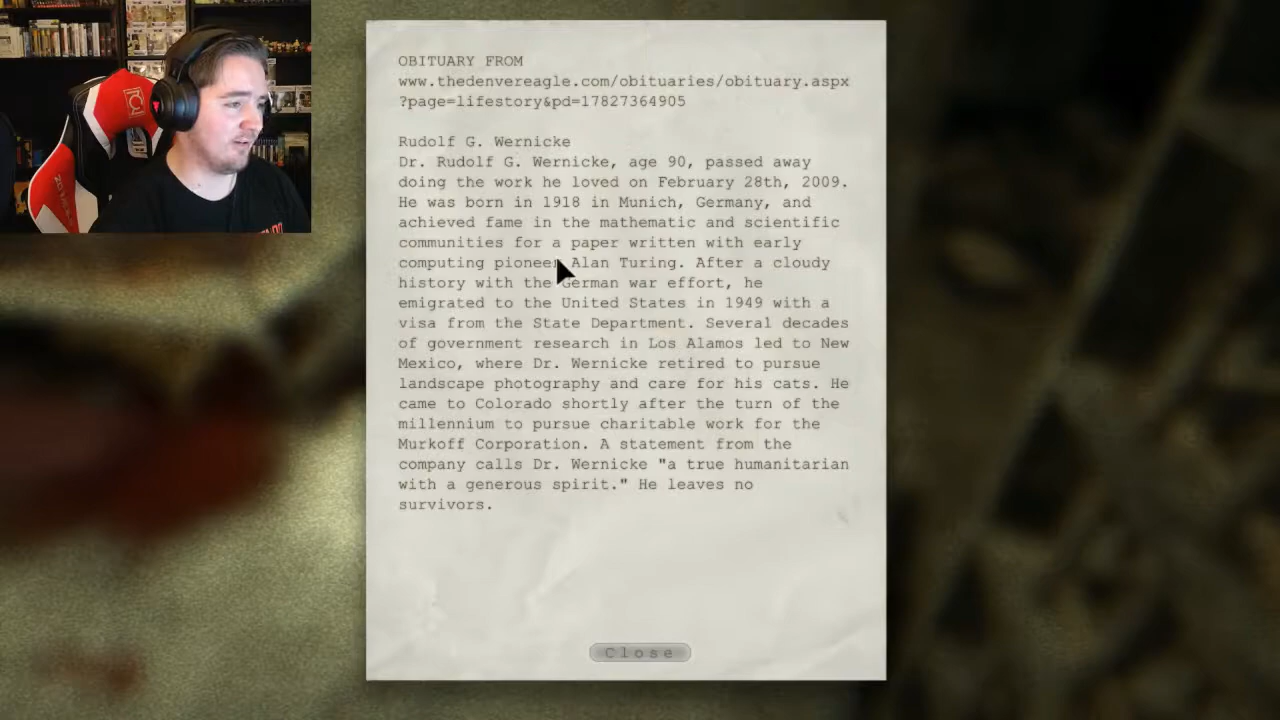 OBITUARY FROM
www.thedenvereagle.com/obituaries/obituary.aspx
?page=lifestory&pd=17827364905
Rudolf G. Wernicke
Dr. Rudolf G. Wernicke, age 90, passed away
doing the work he loved on February 28th, 2009.
He was born in 1918 in Munich, Germany, and
achieved fame in the mathematic and scientific
communities for a paper written with early
computing pioneer Alan Turing. After a cloudy
history with the German war effort, he
emigrated to the United States in 1949 with a
visa from the State Department. Several decades
of government research in Los Alamos led to New
Mexico, where Dr. Wernicke retired to pursue
landscape photography and care for his cats. He
came to Colorado shortly after the turn of the
millennium to pursue charitable work for the
Murkoff Corporation. A statement from the
company calls Dr. Wernicke "a true humanitarian
with a generous spirit." He leaves no
survivors.
Close